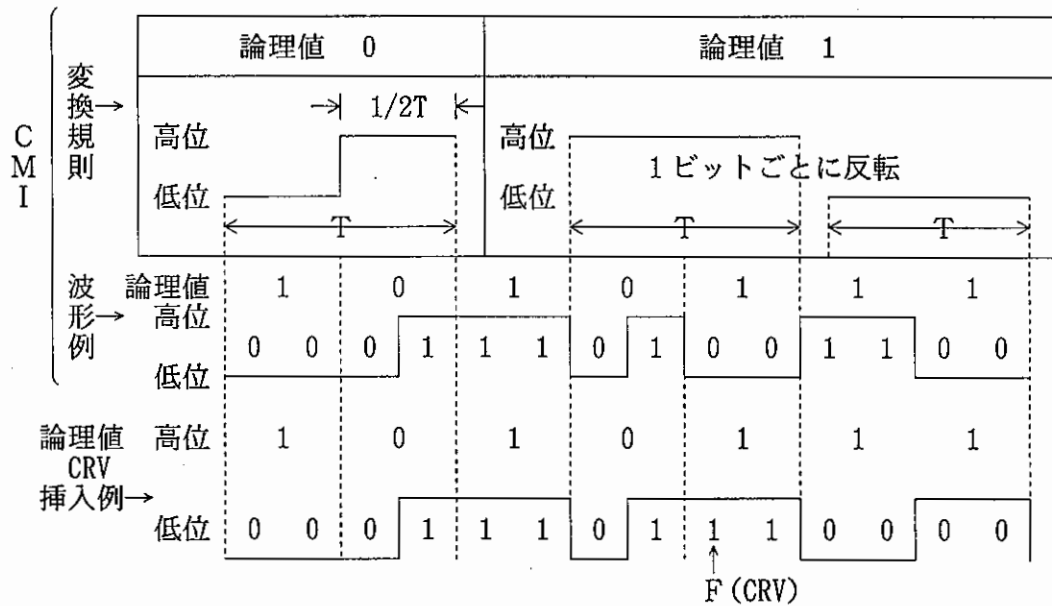 論理値 0
論理値 1
CMI
変換規則→
→ 1/2T ←
高位
低位
T
高位
1ビットごとに反転
低位
T
T
波形例→
論理値 1 0 1 0 1 1 1
高位
0 0 0 1 1 1 0 1 0 0 1 1 0 0
低位
論理値
CRV
挿入例→
高位 1 0 1 0 1 1 1
低位 0 0 0 1 1 1 0 1 1 1 0 0 0 0
F(CRV)